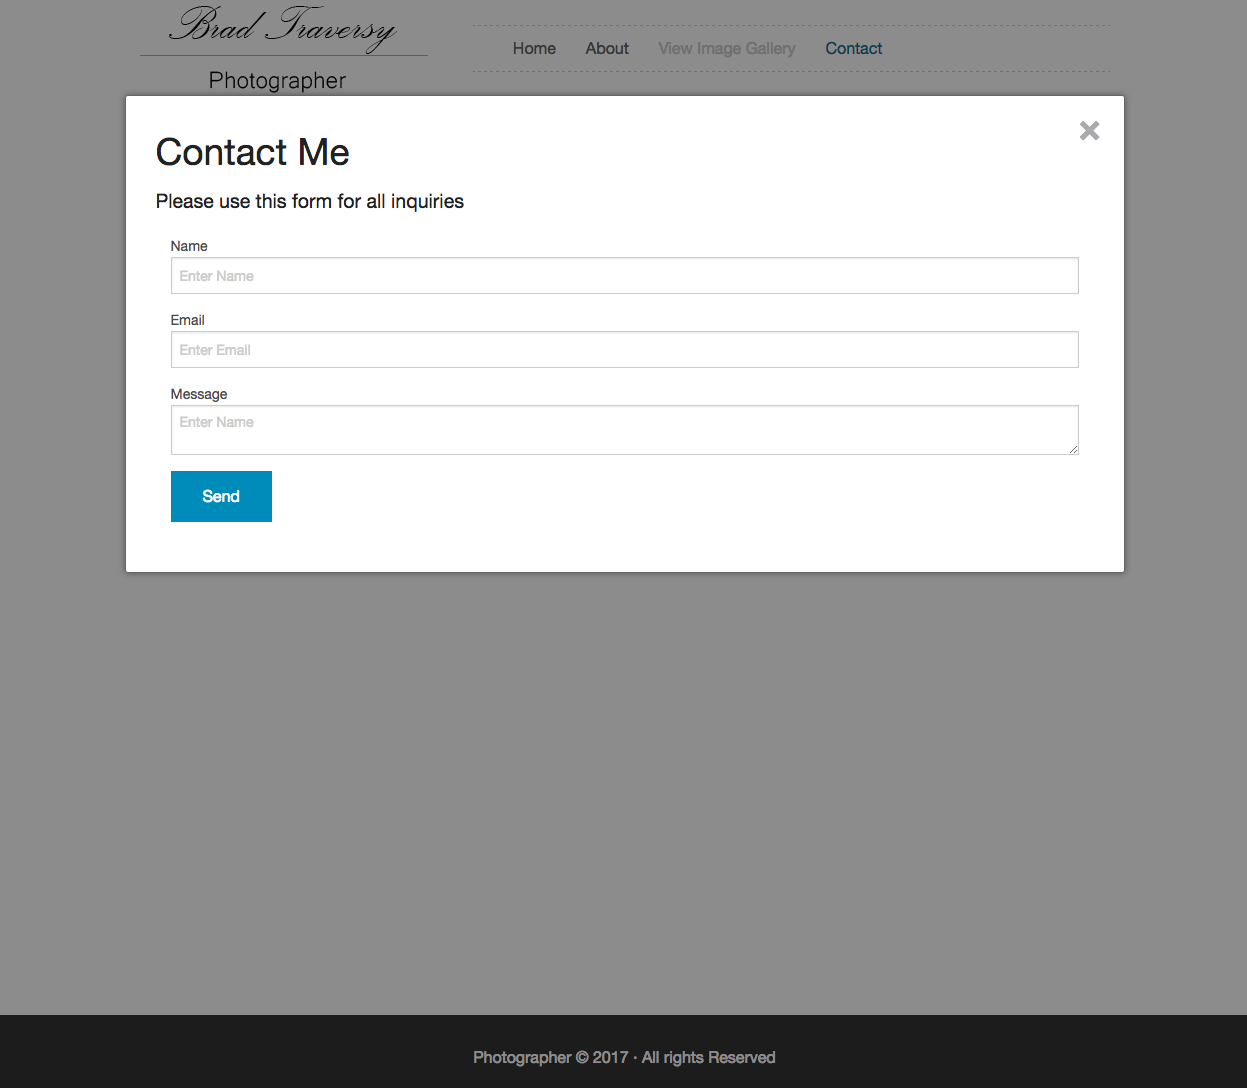 Brad Traversy
Photographer
Home About View Image Gallery Contact
Contact Me
Please use this form for all inquiries
Name
Enter Name
Email
Enter Email
Message
Enter Name
Send
Photographer © 2017 · All rights Reserved